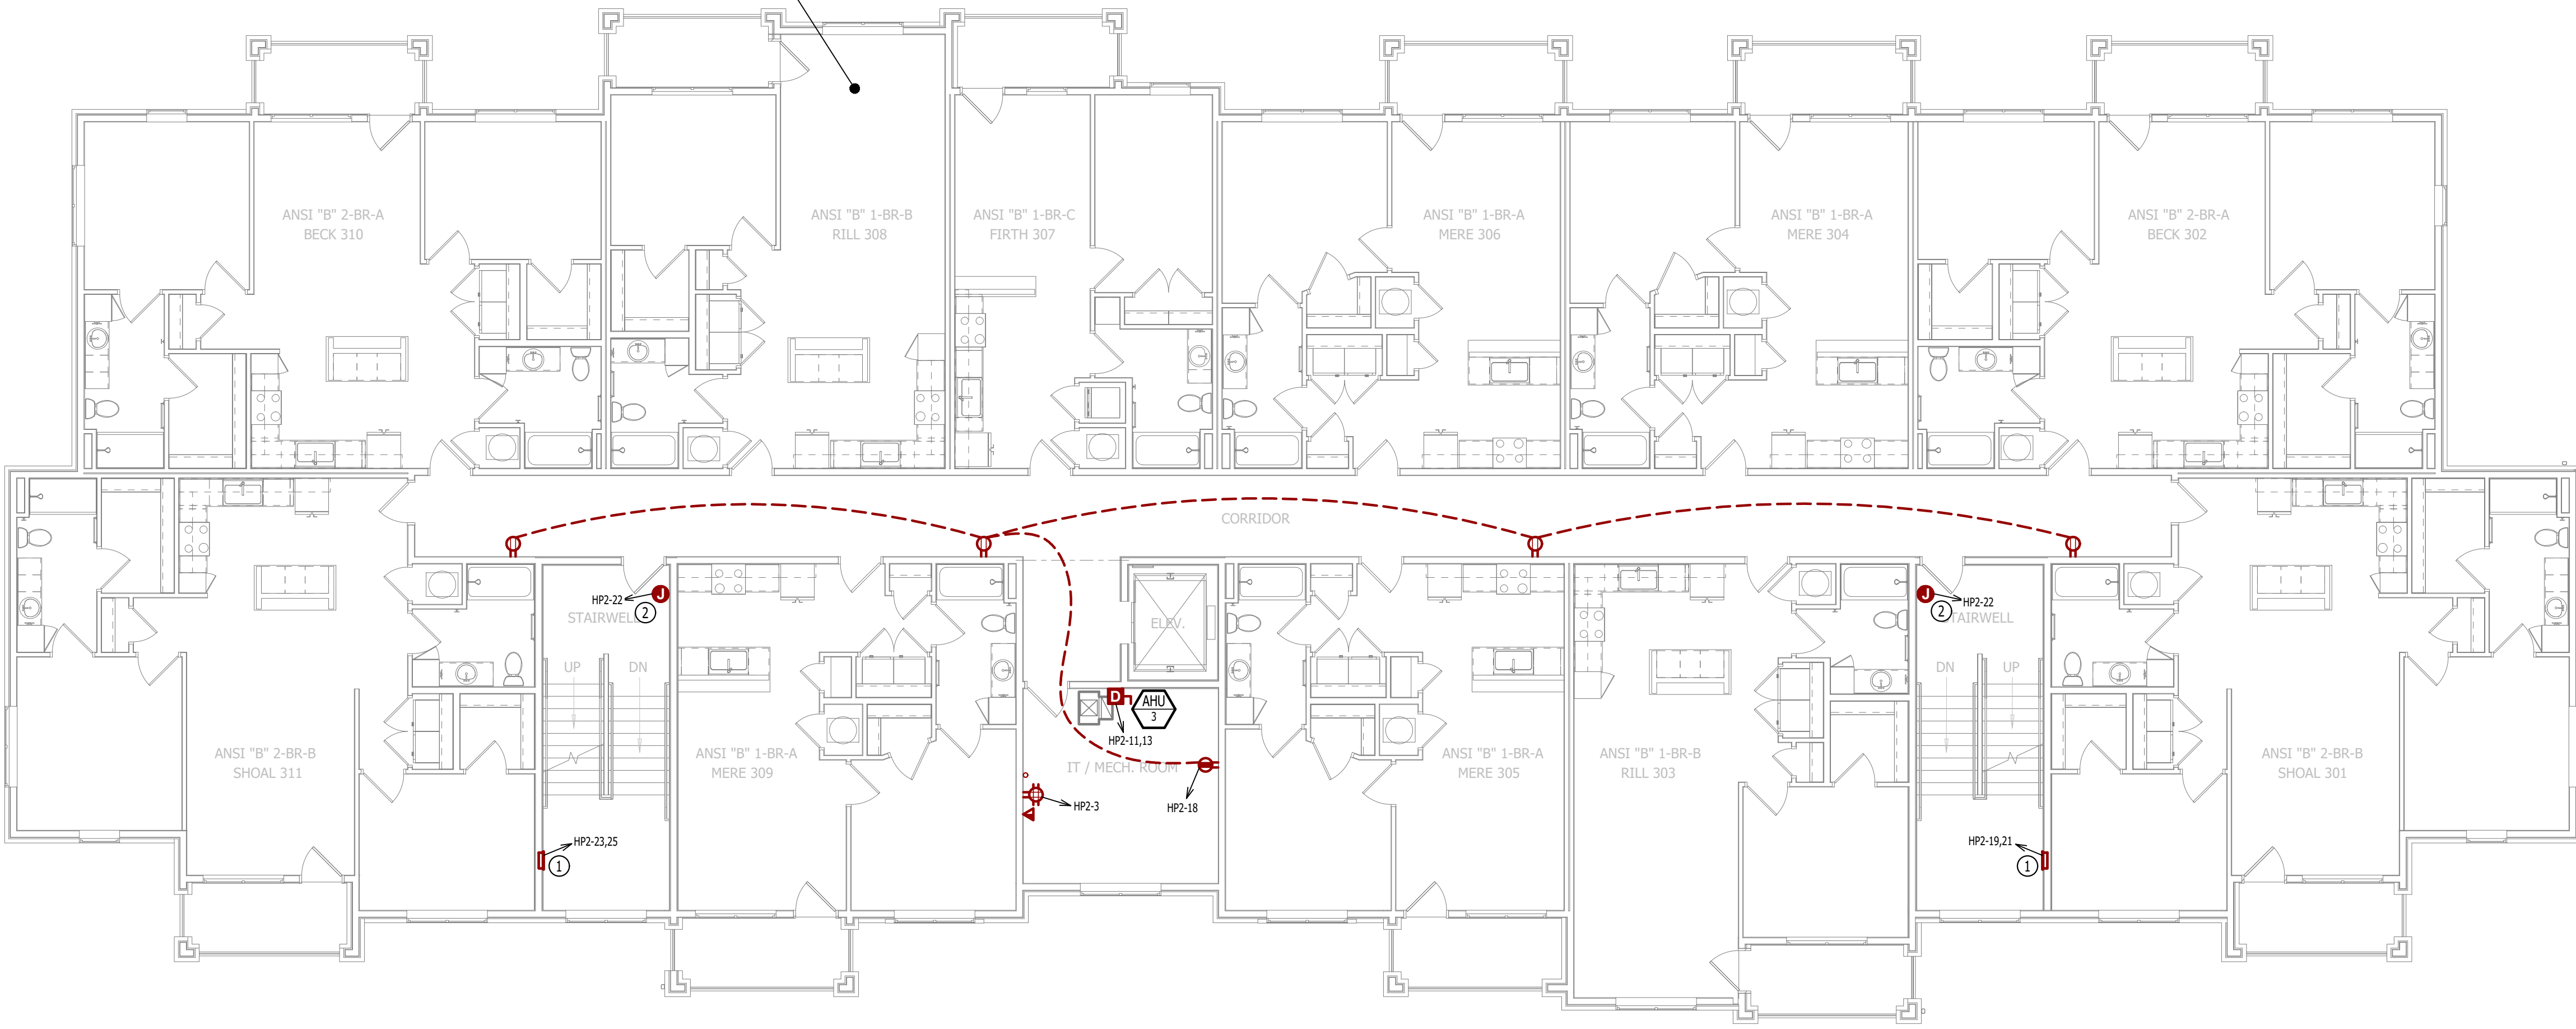 ANSI "B" 2-BR-A
BECK 310
ANSI "B" 1-BR-B
RILL 308
ANSI "B" 1-BR-C
FIRTH 307
ANSI "B" 1-BR-A
MERE 306
ANSI "B" 1-BR-A
MERE 304
ANSI "B" 2-BR-A
BECK 302
CORRIDOR
HP2-22
J
2
STAIRWELL
UP
DN
ELEV.
J
HP2-22
2
STAIRWELL
DN
UP
D
AHU
3
HP2-11,13
ANSI "B" 2-BR-B
SHOAL 311
ANSI "B" 1-BR-A
MERE 309
IT / MECH. ROOM
ANSI "B" 1-BR-A
MERE 305
ANSI "B" 1-BR-B
RILL 303
ANSI "B" 2-BR-B
SHOAL 301
HP2-3
HP2-18
HP2-23,25
1
HP2-19,21
1